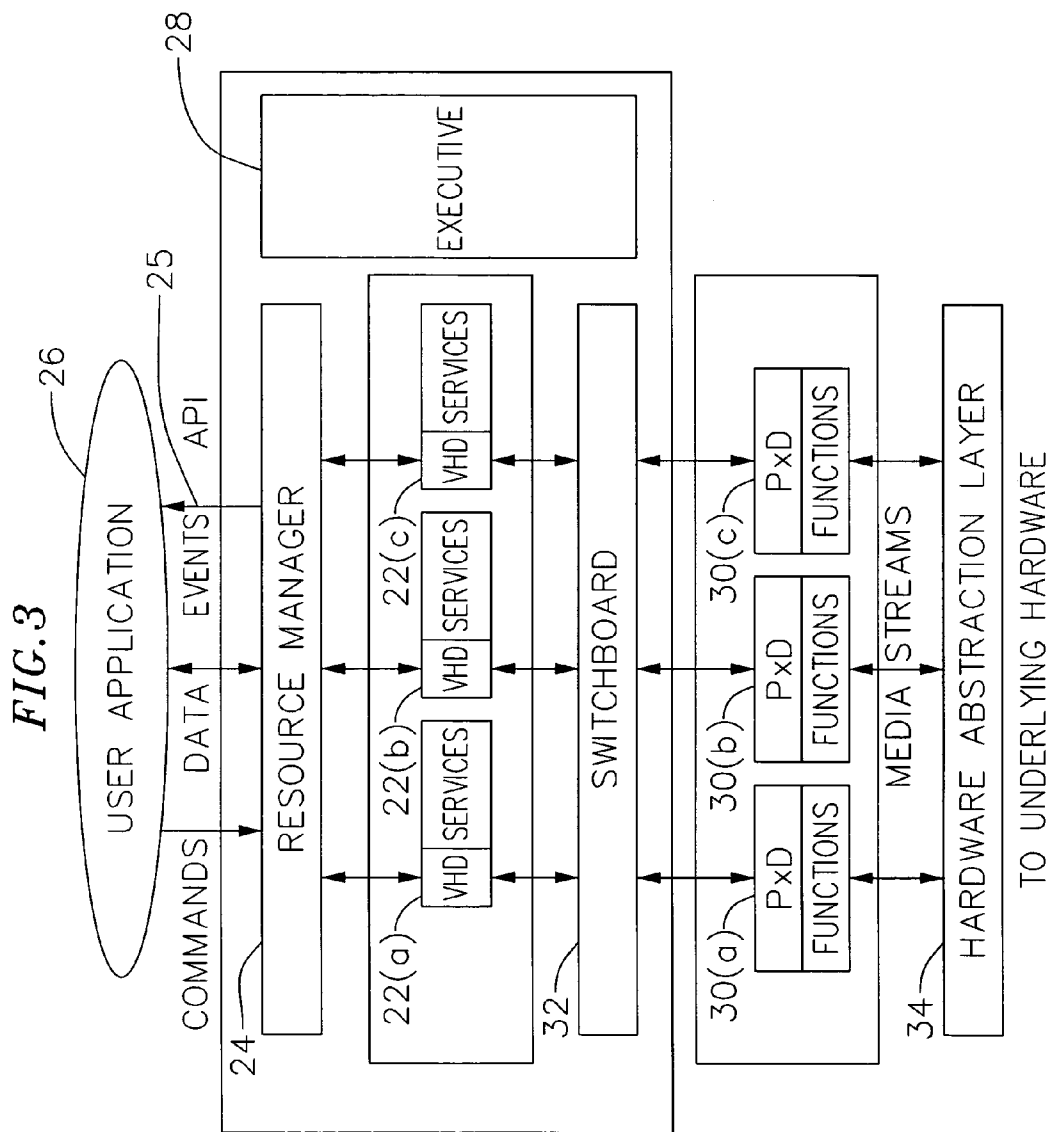 FIG.3
USER APPLICATION
26
COMMANDS DATA EVENTS API
25
24
RESOURCE MANAGER
28
EXECUTIVE
22(a)
22(b)
22(c)
VHD SERVICES
VHD SERVICES
VHD SERVICES
32
SWITCHBOARD
30(a)
30(b)
30(c)
PxD
FUNCTIONS
PxD
FUNCTIONS
PxD
FUNCTIONS
MEDIA STREAMS
34
HARDWARE ABSTRACTION LAYER
TO UNDERLYING HARDWARE